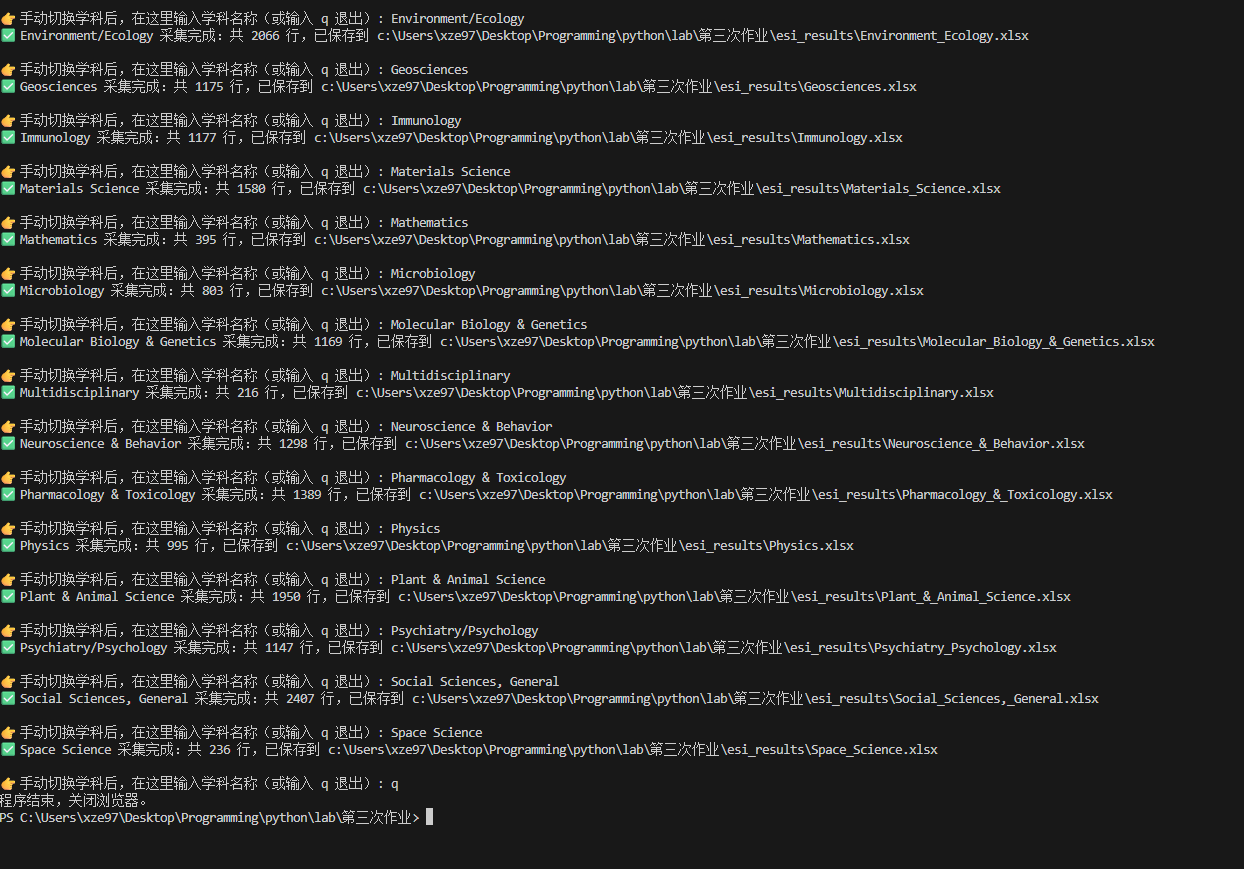 👉 手动切换学科后，在这里输入学科名称（或输入 q 退出）: Environment/Ecology
✅ Environment/Ecology 采集完成：共 2066 行，已保存到 c:\Users\xze97\Desktop\Programming\python\lab\第三次作业\esi_results\Environment_Ecology.xlsx
👉 手动切换学科后，在这里输入学科名称（或输入 q 退出）: Geosciences
✅ Geosciences 采集完成：共 1175 行，已保存到 c:\Users\xze97\Desktop\Programming\python\lab\第三次作业\esi_results\Geosciences.xlsx
👉 手动切换学科后，在这里输入学科名称（或输入 q 退出）: Immunology
✅ Immunology 采集完成：共 1177 行，已保存到 c:\Users\xze97\Desktop\Programming\python\lab\第三次作业\esi_results\Immunology.xlsx
👉 手动切换学科后，在这里输入学科名称（或输入 q 退出）: Materials Science
✅ Materials Science 采集完成：共 1580 行，已保存到 c:\Users\xze97\Desktop\Programming\python\lab\第三次作业\esi_results\Materials_Science.xlsx
👉 手动切换学科后，在这里输入学科名称（或输入 q 退出）: Mathematics
✅ Mathematics 采集完成：共 395 行，已保存到 c:\Users\xze97\Desktop\Programming\python\lab\第三次作业\esi_results\Mathematics.xlsx
👉 手动切换学科后，在这里输入学科名称（或输入 q 退出）: Microbiology
✅ Microbiology 采集完成：共 803 行，已保存到 c:\Users\xze97\Desktop\Programming\python\lab\第三次作业\esi_results\Microbiology.xlsx
👉 手动切换学科后，在这里输入学科名称（或输入 q 退出）: Molecular Biology & Genetics
✅ Molecular Biology & Genetics 采集完成：共 1169 行，已保存到 c:\Users\xze97\Desktop\Programming\python\lab\第三次作业\esi_results\Molecular_Biology_&_Genetics.xlsx
👉 手动切换学科后，在这里输入学科名称（或输入 q 退出）: Multidisciplinary
✅ Multidisciplinary 采集完成：共 216 行，已保存到 c:\Users\xze97\Desktop\Programming\python\lab\第三次作业\esi_results\Multidisciplinary.xlsx
👉 手动切换学科后，在这里输入学科名称（或输入 q 退出）: Neuroscience & Behavior
✅ Neuroscience & Behavior 采集完成：共 1298 行，已保存到 c:\Users\xze97\Desktop\Programming\python\lab\第三次作业\esi_results\Neuroscience_&_Behavior.xlsx
👉 手动切换学科后，在这里输入学科名称（或输入 q 退出）: Pharmacology & Toxicology
✅ Pharmacology & Toxicology 采集完成：共 1389 行，已保存到 c:\Users\xze97\Desktop\Programming\python\lab\第三次作业\esi_results\Pharmacology_&_Toxicology.xlsx
👉 手动切换学科后，在这里输入学科名称（或输入 q 退出）: Physics
✅ Physics 采集完成：共 995 行，已保存到 c:\Users\xze97\Desktop\Programming\python\lab\第三次作业\esi_results\Physics.xlsx
👉 手动切换学科后，在这里输入学科名称（或输入 q 退出）: Plant & Animal Science
✅ Plant & Animal Science 采集完成：共 1950 行，已保存到 c:\Users\xze97\Desktop\Programming\python\lab\第三次作业\esi_results\Plant_&_Animal_Science.xlsx
👉 手动切换学科后，在这里输入学科名称（或输入 q 退出）: Psychiatry/Psychology
✅ Psychiatry/Psychology 采集完成：共 1147 行，已保存到 c:\Users\xze97\Desktop\Programming\python\lab\第三次作业\esi_results\Psychiatry_Psychology.xlsx
👉 手动切换学科后，在这里输入学科名称（或输入 q 退出）: Social Sciences, General
✅ Social Sciences, General 采集完成：共 2407 行，已保存到 c:\Users\xze97\Desktop\Programming\python\lab\第三次作业\esi_results\Social_Sciences,_General.xlsx
👉 手动切换学科后，在这里输入学科名称（或输入 q 退出）: Space Science
✅ Space Science 采集完成：共 236 行，已保存到 c:\Users\xze97\Desktop\Programming\python\lab\第三次作业\esi_results\Space_Science.xlsx
👉 手动切换学科后，在这里输入学科名称（或输入 q 退出）: q
程序结束，关闭浏览器。
PS C:\Users\xze97\Desktop\Programming\python\lab\第三次作业>